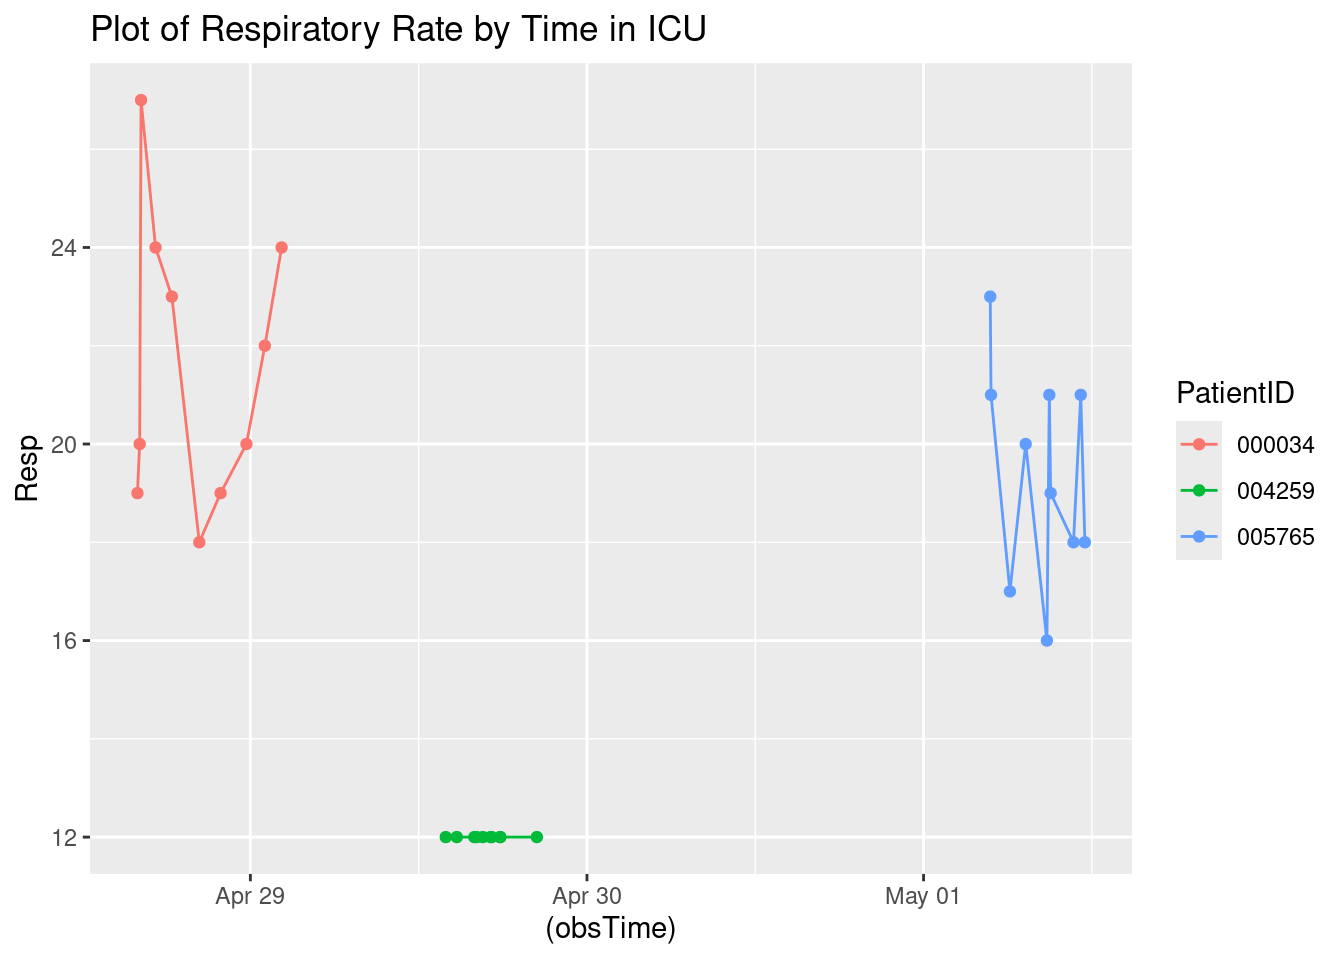 Plot of Respiratory Rate by Time in ICU
Resp
24
20
16
12
Apr 29
Apr 30
May 01
(obsTime)
PatientID
000034
004259
005765